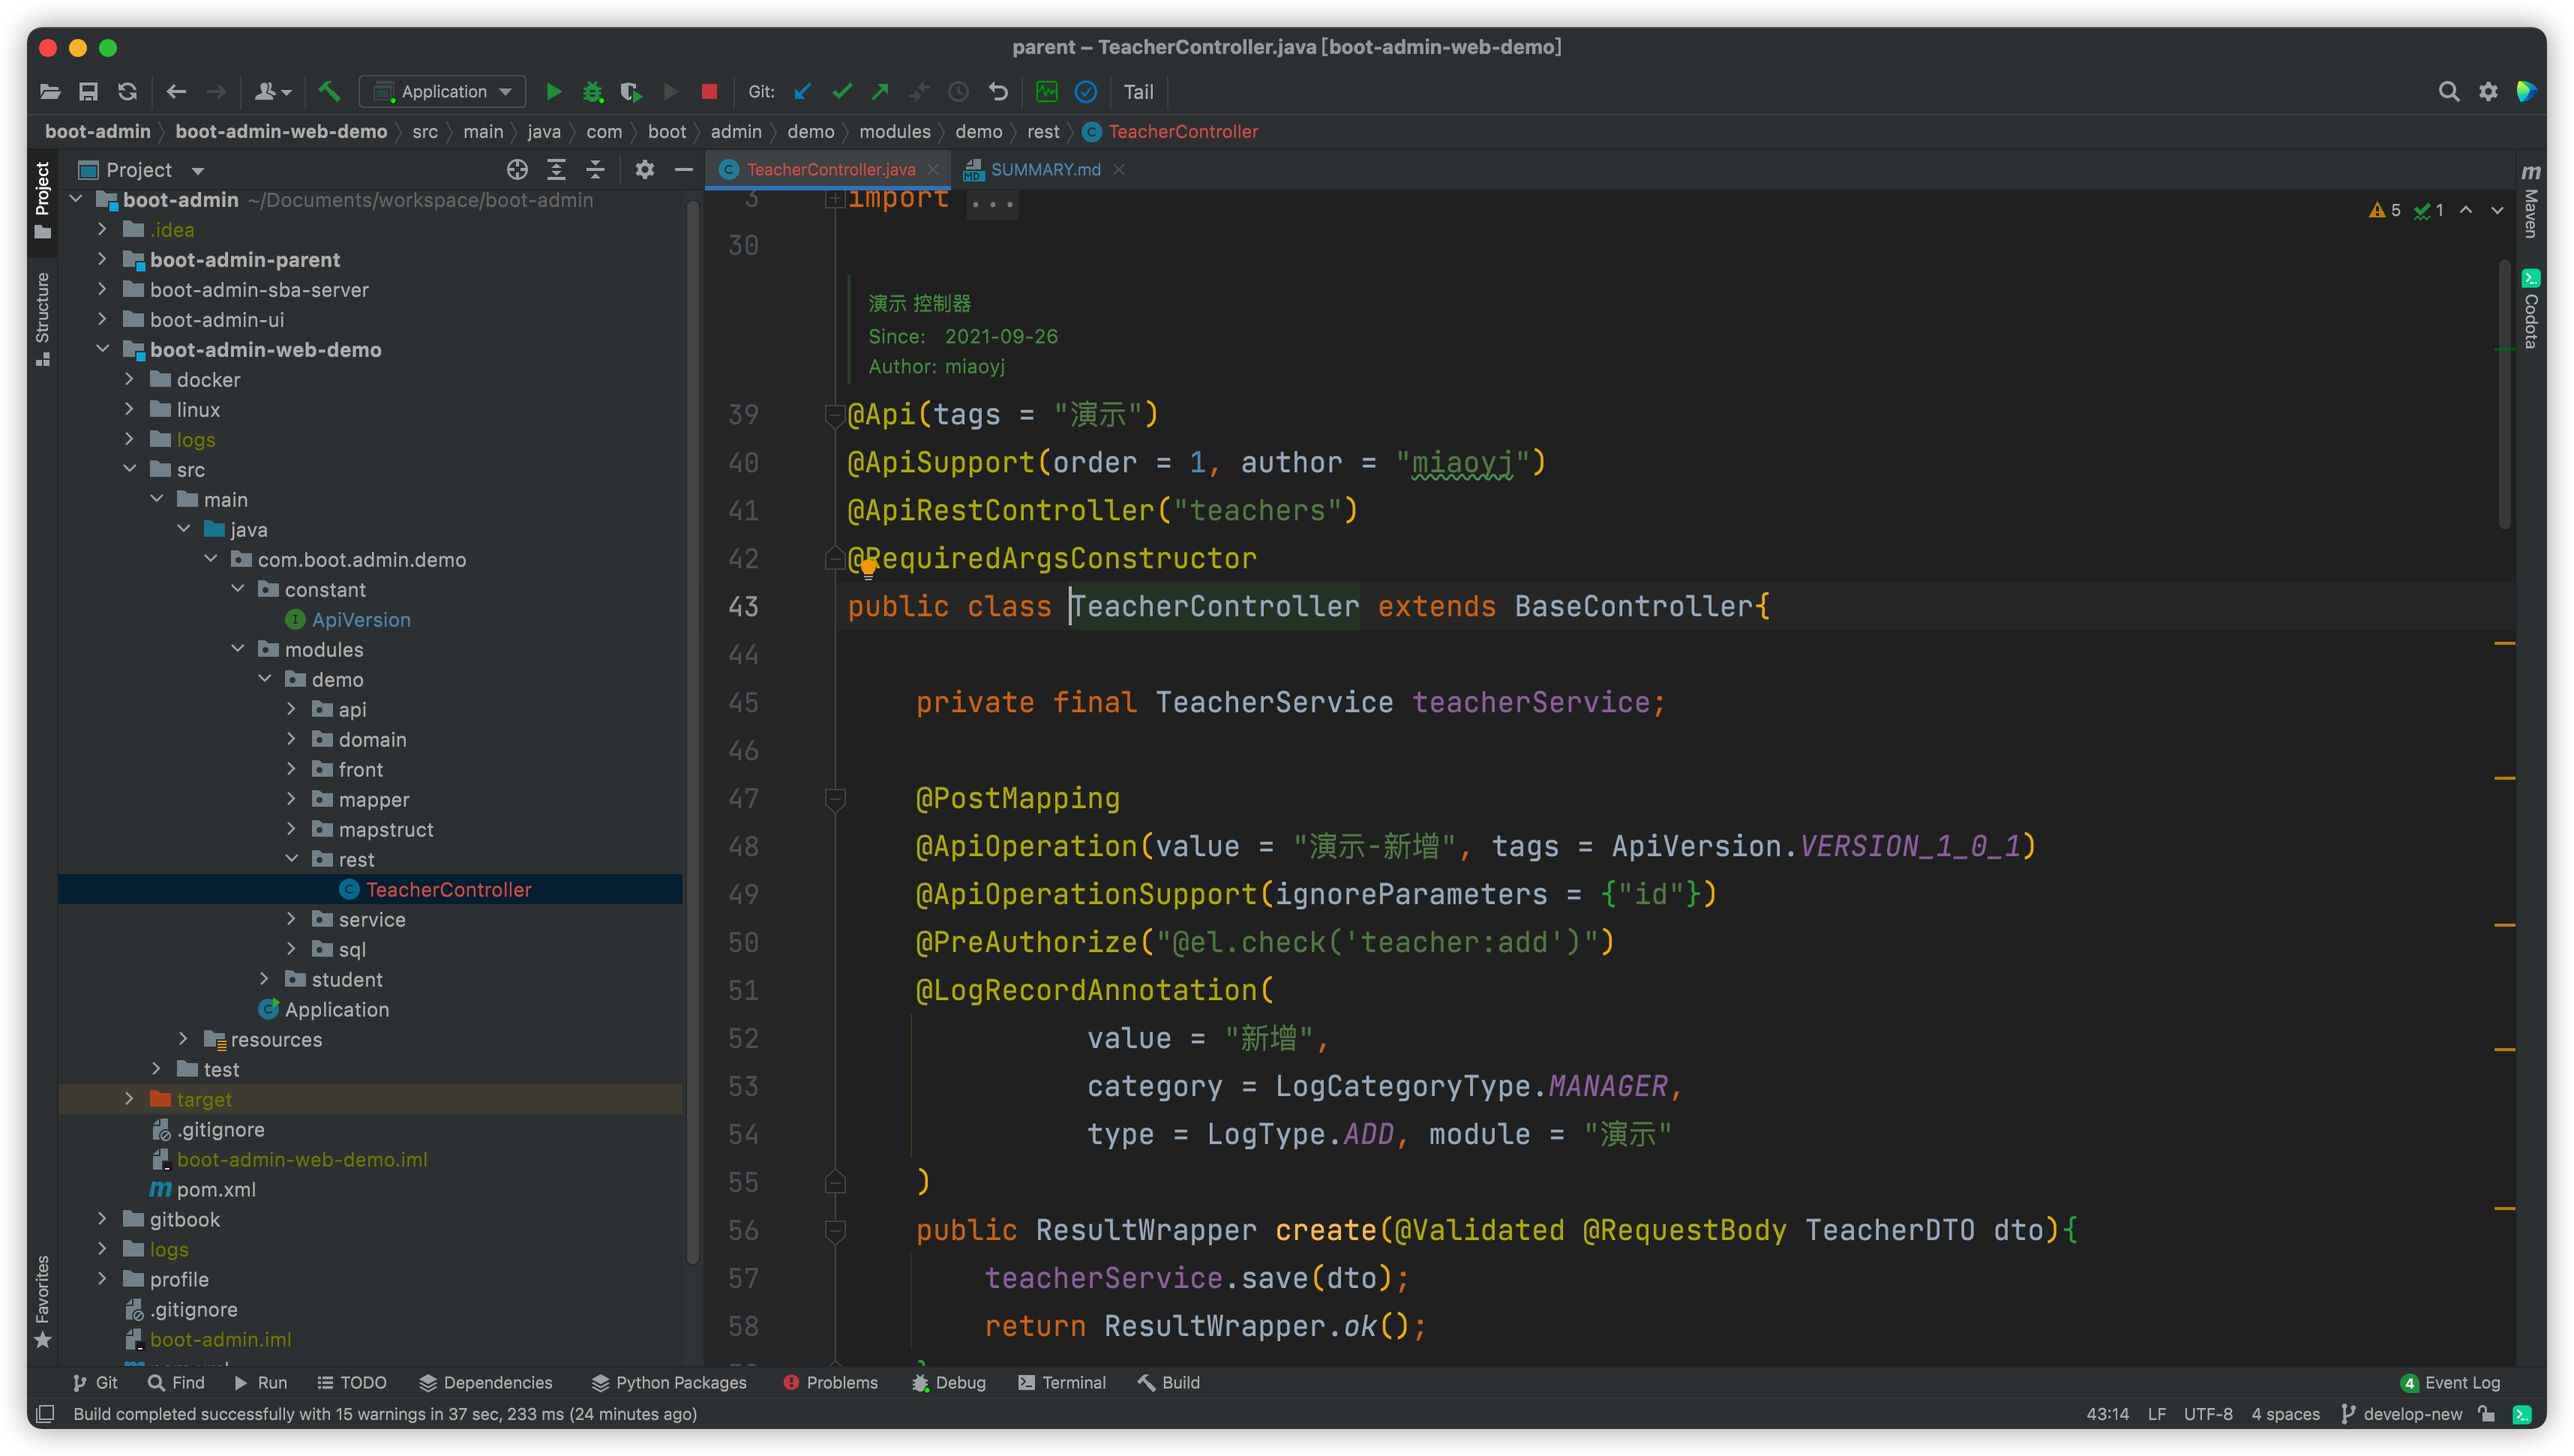 parent – TeacherController.java [boot-admin-web-demo]
Application Git: Tail
boot-admin boot-admin-web-demo src main java com boot admin demo modules demo rest TeacherController
Project
TeacherController.java SUMMARY.md
Project
Structure
Favorites
boot-admin ~/Documents/workspace/boot-admin
.idea
boot-admin-parent
boot-admin-sba-server
boot-admin-ui
boot-admin-web-demo
docker
linux
logs
src
main
java
com.boot.admin.demo
constant
ApiVersion
modules
demo
api
domain
front
mapper
mapstruct
rest
TeacherController
service
sql
student
Application
resources
test
target
.gitignore
boot-admin-web-demo.iml
pom.xml
gitbook
logs
profile
.gitignore
boot-admin.iml
3 import ...
30
演示 控制器
Since: 2021-09-26
Author: miaoyj
39 @Api(tags = "演示")
40 @ApiSupport(order = 1, author = "miaoyj")
41 @ApiRestController("teachers")
42 @RequiredArgsConstructor
43 public class TeacherController extends BaseController{
44
45 private final TeacherService teacherService;
46
47 @PostMapping
48 @ApiOperation(value = "演示-新增", tags = ApiVersion.VERSION_1_0_1)
49 @ApiOperationSupport(ignoreParameters = {"id"})
50 @PreAuthorize("@el.check('teacher:add')")
51 @LogRecordAnnotation(
52 value = "新增",
53 category = LogCategoryType.MANAGER,
54 type = LogType.ADD, module = "演示"
55 )
56 public ResultWrapper create(@Validated @RequestBody TeacherDTO dto){
57 teacherService.save(dto);
58 return ResultWrapper.ok();
5 1
Maven
Codota
Git Find Run TODO Dependencies Python Packages Problems Debug Terminal Build 4 Event Log
Build completed successfully with 15 warnings in 37 sec, 233 ms (24 minutes ago) 43:14 LF UTF-8 4 spaces develop-new